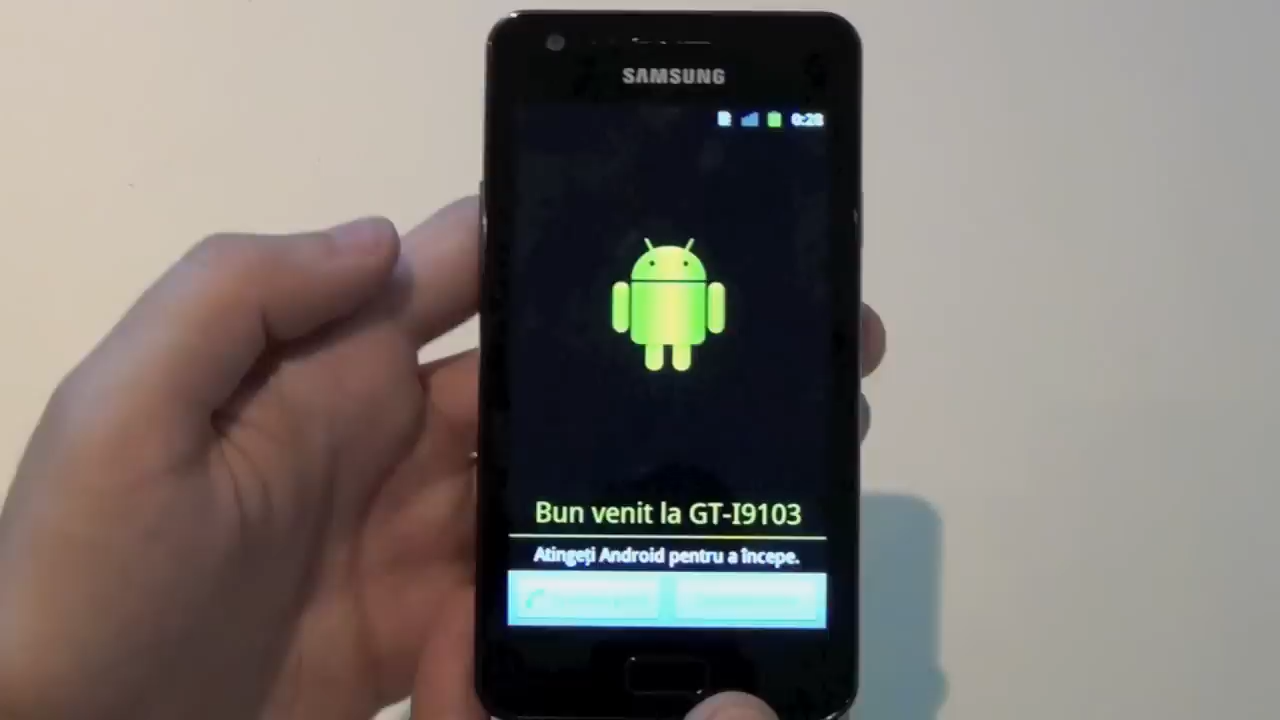 SAMSUNG
0:28
Bun venit la GT-I9103
Atingeți Android pentru a începe.